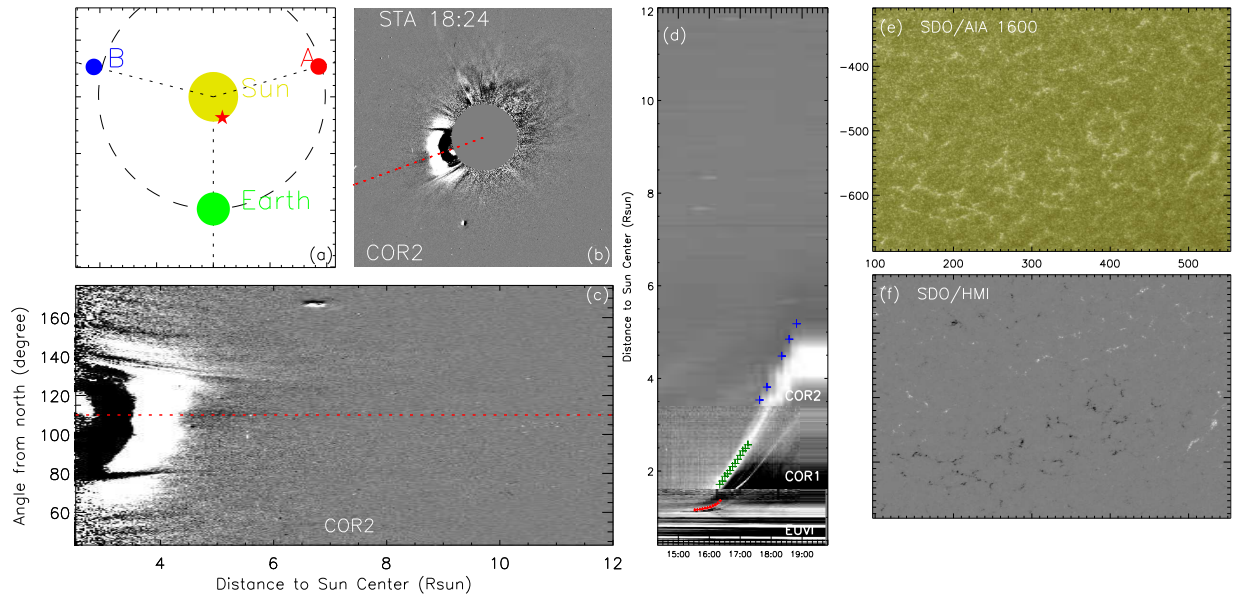 B
A
Sun
Earth
(a)
STA 18:24
COR2
(b)
(c)
160
140
120
100
80
60
Angle from north (degree)
COR2
4
6
8
10
12
Distance to Sun Center (Rsun)
(d)
12
10
8
6
4
2
Distance to Sun Center (Rsun)
COR2
COR1
EUVI
15:00
16:00
17:00
18:00
19:00
(e) SDO/AIA 1600
−400
−500
−600
100
200
300
400
500
(f) SDO/HMI